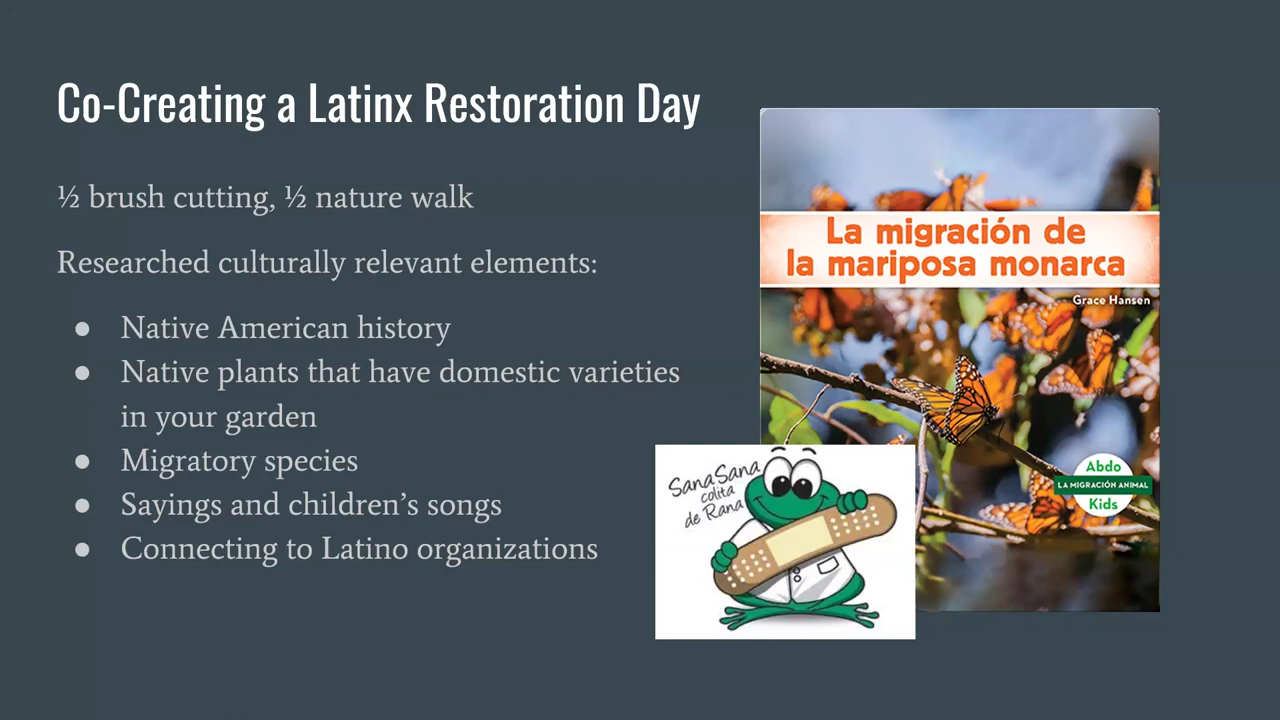 Co-Creating a Latinx Restoration Day
½ brush cutting, ½ nature walk
Researched culturally relevant elements:
● Native American history
● Native plants that have domestic varieties
in your garden
● Migratory species
● Sayings and children’s songs
● Connecting to Latino organizations
La migración de
la mariposa monarca
Grace Hansen
Abdo
LA MIGRACIÓN ANIMAL
Kids
Sana Sana
colita
de Rana